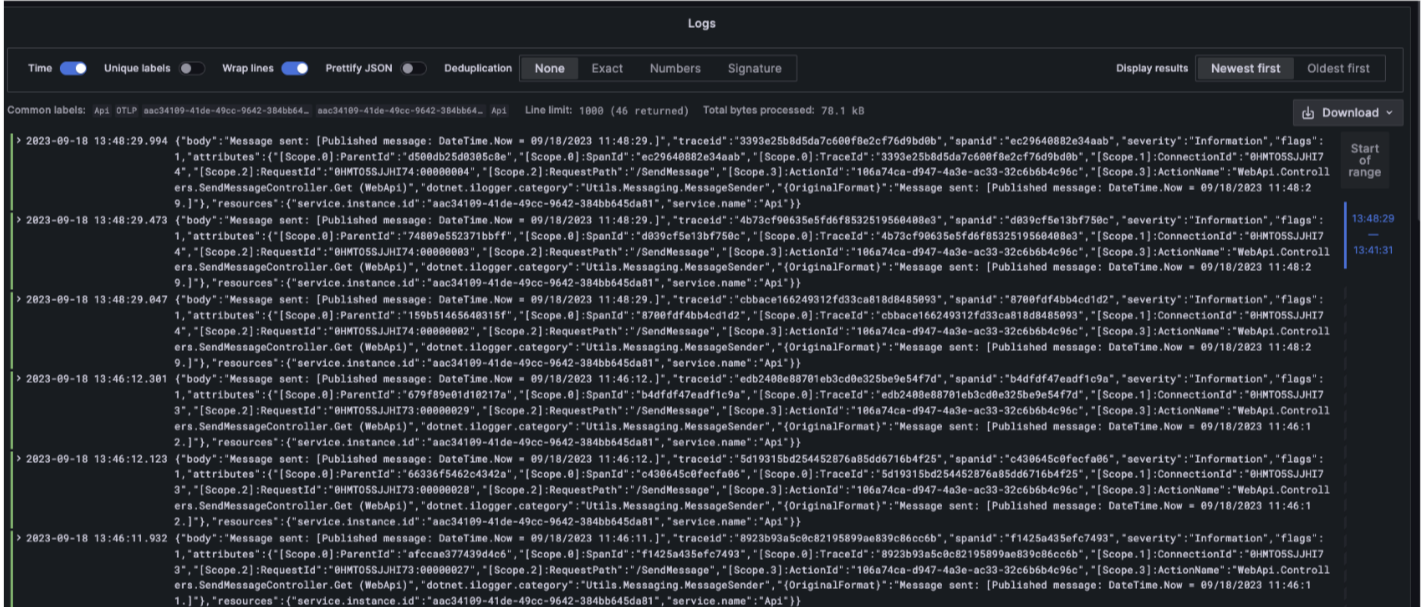 Logs
Time Unique labels Wrap lines Prettify JSON Deduplication None Exact Numbers Signature Display results Newest first Oldest first
Common labels: Api OTLP aac34109-41de-49cc-9642-384bb64… aac34109-41de-49cc-9642-384bb64… Api Line limit: 1000 (46 returned) Total bytes processed: 78.1 kB
Download
> 2023-09-18 13:48:29.994 {"body":"Message sent: [Published message: DateTime.Now = 09/18/2023 11:48:29.]","traceid":"3393e25b8d5da7c600f8e2cf76d9bd0b","spanid":"ec29640882e34aab","severity":"Information","flags":
1,"attributes":{"[Scope.0]:ParentId":"d500db25d0305c8e","[Scope.0]:SpanId":"ec29640882e34aab","[Scope.0]:TraceId":"3393e25b8d5da7c600f8e2cf76d9bd0b","[Scope.1]:ConnectionId":"0HMTO5SJJHI7
4","[Scope.2]:RequestId":"0HMTO5SJJHI74:00000004","[Scope.2]:RequestPath":"/SendMessage","[Scope.3]:ActionId":"106a74ca-d947-4a3e-ac33-32c6b6b4c96c","[Scope.3]:ActionName":"WebApi.Controll
ers.SendMessageController.Get (WebApi)","dotnet.ilogger.category":"Utils.Messaging.MessageSender","{OriginalFormat}":"Message sent: [Published message: DateTime.Now = 09/18/2023 11:48:2
9.]"},"resources":{"service.instance.id":"aac34109-41de-49cc-9642-384bb645da81","service.name":"Api"}}
> 2023-09-18 13:48:29.473 {"body":"Message sent: [Published message: DateTime.Now = 09/18/2023 11:48:29.]","traceid":"4b73cf90635e5fd6f8532519560408e3","spanid":"d039cf5e13bf750c","severity":"Information","flags":
1,"attributes":{"[Scope.0]:ParentId":"74809e552371bbff","[Scope.0]:SpanId":"d039cf5e13bf750c","[Scope.0]:TraceId":"4b73cf90635e5fd6f8532519560408e3","[Scope.1]:ConnectionId":"0HMTO5SJJHI7
4","[Scope.2]:RequestId":"0HMTO5SJJHI74:00000003","[Scope.2]:RequestPath":"/SendMessage","[Scope.3]:ActionId":"106a74ca-d947-4a3e-ac33-32c6b6b4c96c","[Scope.3]:ActionName":"WebApi.Controll
ers.SendMessageController.Get (WebApi)","dotnet.ilogger.category":"Utils.Messaging.MessageSender","{OriginalFormat}":"Message sent: [Published message: DateTime.Now = 09/18/2023 11:48:2
9.]"},"resources":{"service.instance.id":"aac34109-41de-49cc-9642-384bb645da81","service.name":"Api"}}
> 2023-09-18 13:48:29.047 {"body":"Message sent: [Published message: DateTime.Now = 09/18/2023 11:48:29.]","traceid":"cbbace166249312fd33ca818d8485093","spanid":"8700fdf4bb4cd1d2","severity":"Information","flags":
1,"attributes":{"[Scope.0]:ParentId":"159b51465640315f","[Scope.0]:SpanId":"8700fdf4bb4cd1d2","[Scope.0]:TraceId":"cbbace166249312fd33ca818d8485093","[Scope.1]:ConnectionId":"0HMTO5SJJHI7
4","[Scope.2]:RequestId":"0HMTO5SJJHI74:00000002","[Scope.2]:RequestPath":"/SendMessage","[Scope.3]:ActionId":"106a74ca-d947-4a3e-ac33-32c6b6b4c96c","[Scope.3]:ActionName":"WebApi.Controll
ers.SendMessageController.Get (WebApi)","dotnet.ilogger.category":"Utils.Messaging.MessageSender","{OriginalFormat}":"Message sent: [Published message: DateTime.Now = 09/18/2023 11:48:2
9.]"},"resources":{"service.instance.id":"aac34109-41de-49cc-9642-384bb645da81","service.name":"Api"}}
> 2023-09-18 13:46:12.301 {"body":"Message sent: [Published message: DateTime.Now = 09/18/2023 11:46:12.]","traceid":"edb2408e88701eb3cd0e325be9e54f7d","spanid":"b4dfdf47eadf1c9a","severity":"Information","flags":
1,"attributes":{"[Scope.0]:ParentId":"679f89e01d10217a","[Scope.0]:SpanId":"b4dfdf47eadf1c9a","[Scope.0]:TraceId":"edb2408e88701eb3cd0e325be9e54f7d","[Scope.1]:ConnectionId":"0HMTO5SJJHI7
3","[Scope.2]:RequestId":"0HMTO5SJJHI73:00000029","[Scope.2]:RequestPath":"/SendMessage","[Scope.3]:ActionId":"106a74ca-d947-4a3e-ac33-32c6b6b4c96c","[Scope.3]:ActionName":"WebApi.Controll
ers.SendMessageController.Get (WebApi)","dotnet.ilogger.category":"Utils.Messaging.MessageSender","{OriginalFormat}":"Message sent: [Published message: DateTime.Now = 09/18/2023 11:46:1
2.]"},"resources":{"service.instance.id":"aac34109-41de-49cc-9642-384bb645da81","service.name":"Api"}}
> 2023-09-18 13:46:12.123 {"body":"Message sent: [Published message: DateTime.Now = 09/18/2023 11:46:12.]","traceid":"5d19315bd254452876a85dd6716b4f25","spanid":"c430645c0fecfa06","severity":"Information","flags":
1,"attributes":{"[Scope.0]:ParentId":"66336f5462c4342a","[Scope.0]:SpanId":"c430645c0fecfa06","[Scope.0]:TraceId":"5d19315bd254452876a85dd6716b4f25","[Scope.1]:ConnectionId":"0HMTO5SJJHI7
3","[Scope.2]:RequestId":"0HMTO5SJJHI73:00000028","[Scope.2]:RequestPath":"/SendMessage","[Scope.3]:ActionId":"106a74ca-d947-4a3e-ac33-32c6b6b4c96c","[Scope.3]:ActionName":"WebApi.Controll
ers.SendMessageController.Get (WebApi)","dotnet.ilogger.category":"Utils.Messaging.MessageSender","{OriginalFormat}":"Message sent: [Published message: DateTime.Now = 09/18/2023 11:46:1
2.]"},"resources":{"service.instance.id":"aac34109-41de-49cc-9642-384bb645da81","service.name":"Api"}}
> 2023-09-18 13:46:11.932 {"body":"Message sent: [Published message: DateTime.Now = 09/18/2023 11:46:11.]","traceid":"8923b93a5c0c82195899ae839c86cc6b","spanid":"f1425a435efc7493","severity":"Information","flags":
1,"attributes":{"[Scope.0]:ParentId":"afccae377439d4c6","[Scope.0]:SpanId":"f1425a435efc7493","[Scope.0]:TraceId":"8923b93a5c0c82195899ae839c86cc6b","[Scope.1]:ConnectionId":"0HMTO5SJJHI7
3","[Scope.2]:RequestId":"0HMTO5SJJHI73:00000027","[Scope.2]:RequestPath":"/SendMessage","[Scope.3]:ActionId":"106a74ca-d947-4a3e-ac33-32c6b6b4c96c","[Scope.3]:ActionName":"WebApi.Controll
ers.SendMessageController.Get (WebApi)","dotnet.ilogger.category":"Utils.Messaging.MessageSender","{OriginalFormat}":"Message sent: [Published message: DateTime.Now = 09/18/2023 11:46:1
1.]"},"resources":{"service.instance.id":"aac34109-41de-49cc-9642-384bb645da81","service.name":"Api"}}
Start
of
range
13:48:29
—
13:41:31